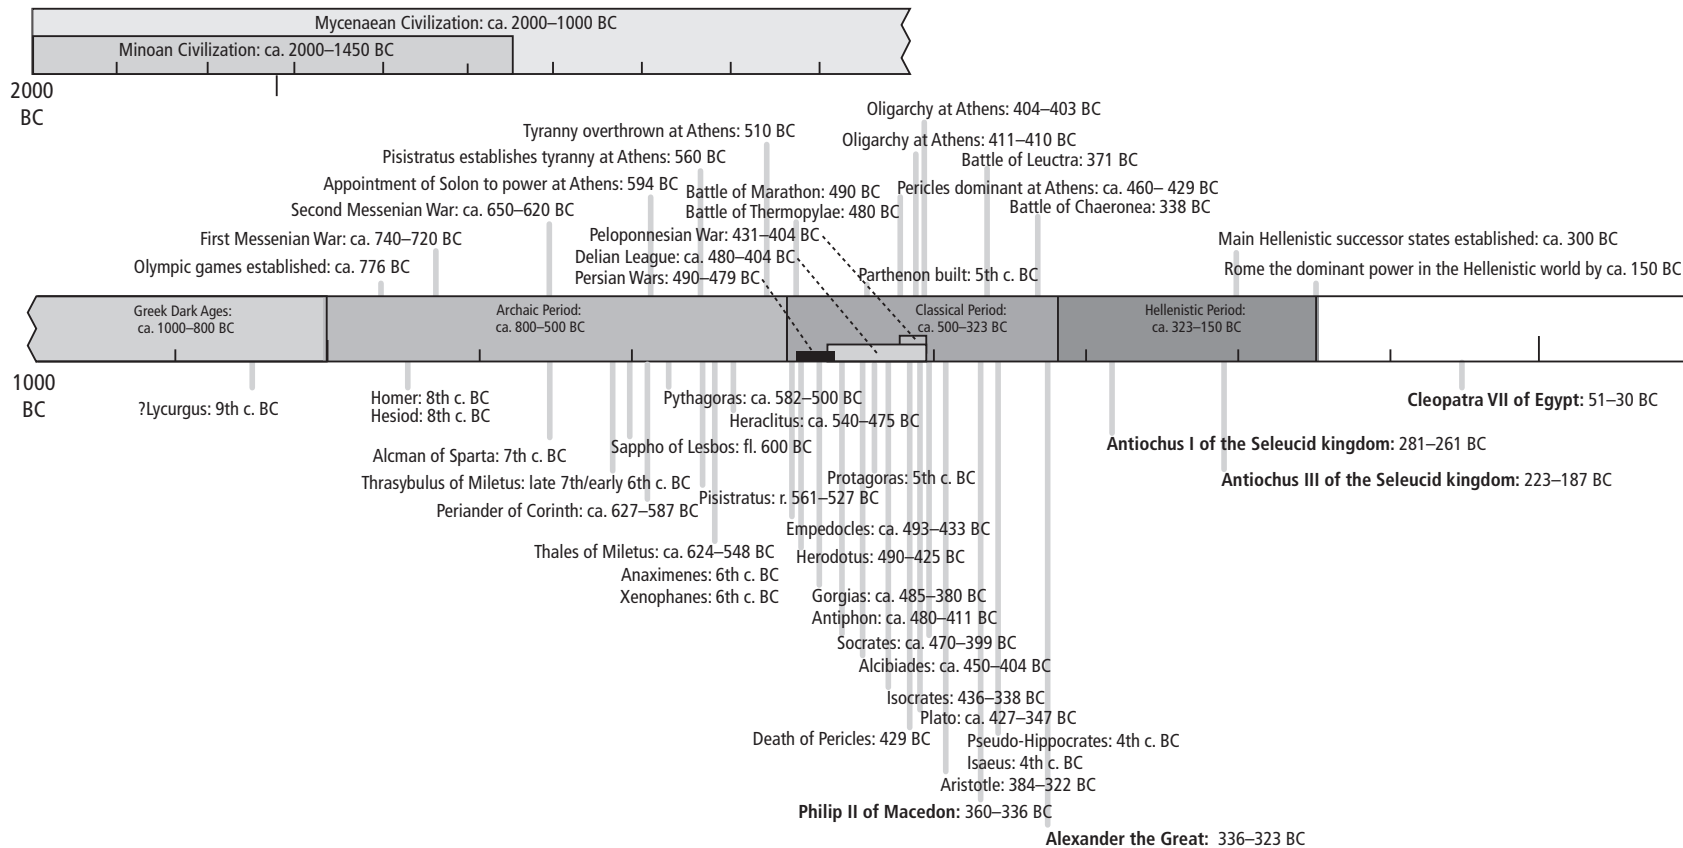 Mycenaean Civilization: ca. 2000–1000 BC
Minoan Civilization: ca. 2000–1450 BC
2000
BC
Oligarchy at Athens: 404–403 BC
Tyranny overthrown at Athens: 510 BC
Oligarchy at Athens: 411–410 BC
Pisistratus establishes tyranny at Athens: 560 BC
Battle of Leuctra: 371 BC
Appointment of Solon to power at Athens: 594 BC
Battle of Marathon: 490 BC
Pericles dominant at Athens: ca. 460– 429 BC
Second Messenian War: ca. 650–620 BC
Battle of Thermopylae: 480 BC
Battle of Chaeronea: 338 BC
First Messenian War: ca. 740–720 BC
Peloponnesian War: 431–404 BC
Main Hellenistic successor states established: ca. 300 BC
Olympic games established: ca. 776 BC
Delian League: ca. 480–404 BC
Persian Wars: 490–479 BC
Parthenon built: 5th c. BC
Rome the dominant power in the Hellenistic world by ca. 150 BC
Greek Dark Ages:
ca. 1000–800 BC
Archaic Period:
ca. 800–500 BC
Classical Period:
ca. 500–323 BC
Hellenistic Period:
ca. 323–150 BC
1000
BC
?Lycurgus: 9th c. BC
Homer: 8th c. BC
Hesiod: 8th c. BC
Pythagoras: ca. 582–500 BC
Cleopatra VII of Egypt: 51–30 BC
Heraclitus: ca. 540–475 BC
Antiochus I of the Seleucid kingdom: 281–261 BC
Sappho of Lesbos: fl. 600 BC
Alcman of Sparta: 7th c. BC
Protagoras: 5th c. BC
Antiochus III of the Seleucid kingdom: 223–187 BC
Thrasybulus of Miletus: late 7th/early 6th c. BC
Pisistratus: r. 561–527 BC
Periander of Corinth: ca. 627–587 BC
Empedocles: ca. 493–433 BC
Thales of Miletus: ca. 624–548 BC
Herodotus: 490–425 BC
Anaximenes: 6th c. BC
Xenophanes: 6th c. BC
Gorgias: ca. 485–380 BC
Antiphon: ca. 480–411 BC
Socrates: ca. 470–399 BC
Alcibiades: ca. 450–404 BC
Isocrates: 436–338 BC
Plato: ca. 427–347 BC
Death of Pericles: 429 BC
Pseudo-Hippocrates: 4th c. BC
Isaeus: 4th c. BC
Aristotle: 384–322 BC
Philip II of Macedon: 360–336 BC
Alexander the Great: 336–323 BC